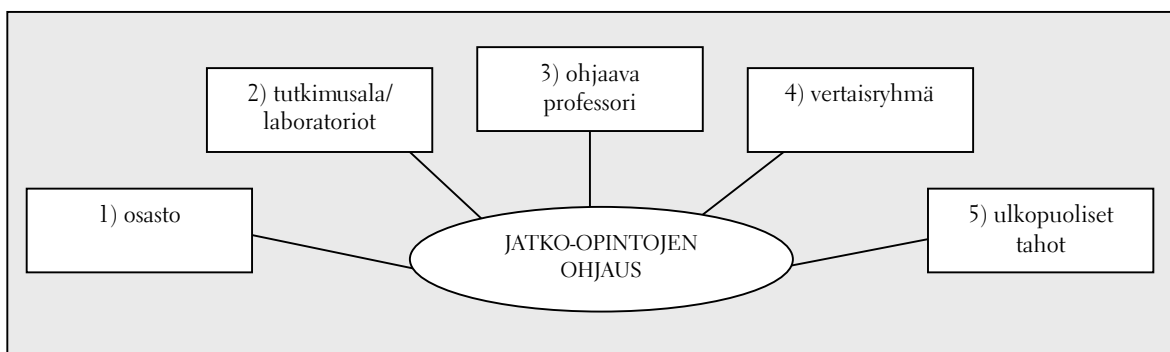 1) osasto
2) tutkimusala/
laboratoriot
3) ohjaava
professori
4) vertaisryhmä
5) ulkopuoliset
tahot
JATKO-OPINTOJEN
OHJAUS